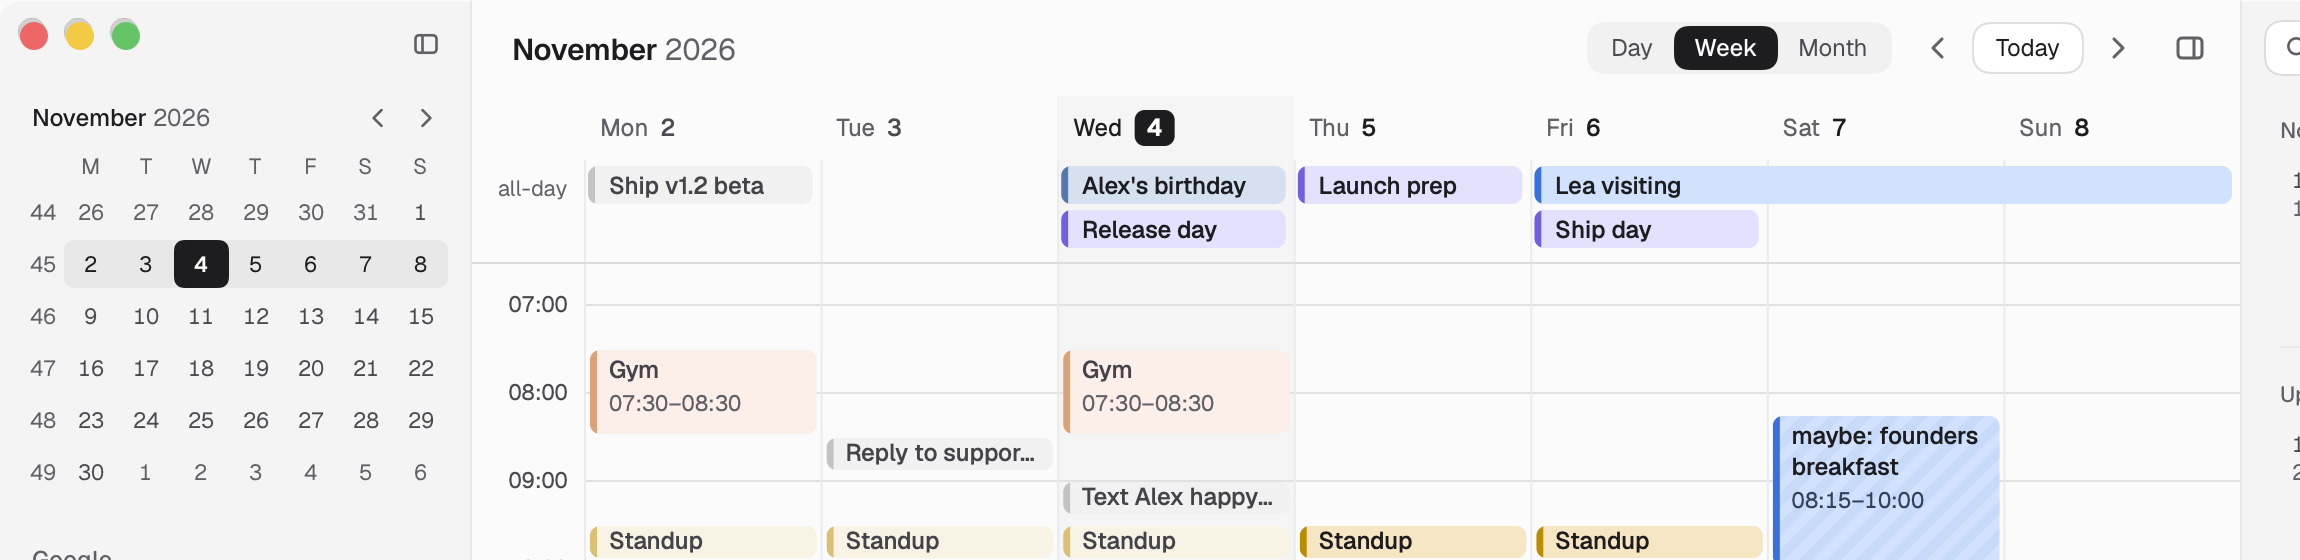 November 2026
Day Week Month Today
November 2026
M T W T F S S
44 26 27 28 29 30 31 1
45 2 3 4 5 6 7 8
46 9 10 11 12 13 14 15
47 16 17 18 19 20 21 22
48 23 24 25 26 27 28 29
49 30 1 2 3 4 5 6
Mon 2 Tue 3 Wed 4 Thu 5 Fri 6 Sat 7 Sun 8
all-day Ship v1.2 beta Alex's birthday Launch prep Lea visiting
Release day Ship day
07:00
Gym Gym
08:00 07:30–08:30 07:30–08:30
maybe: founders
breakfast
08:15–10:00
Reply to suppor...
09:00
Text Alex happy...
Standup Standup Standup Standup Standup